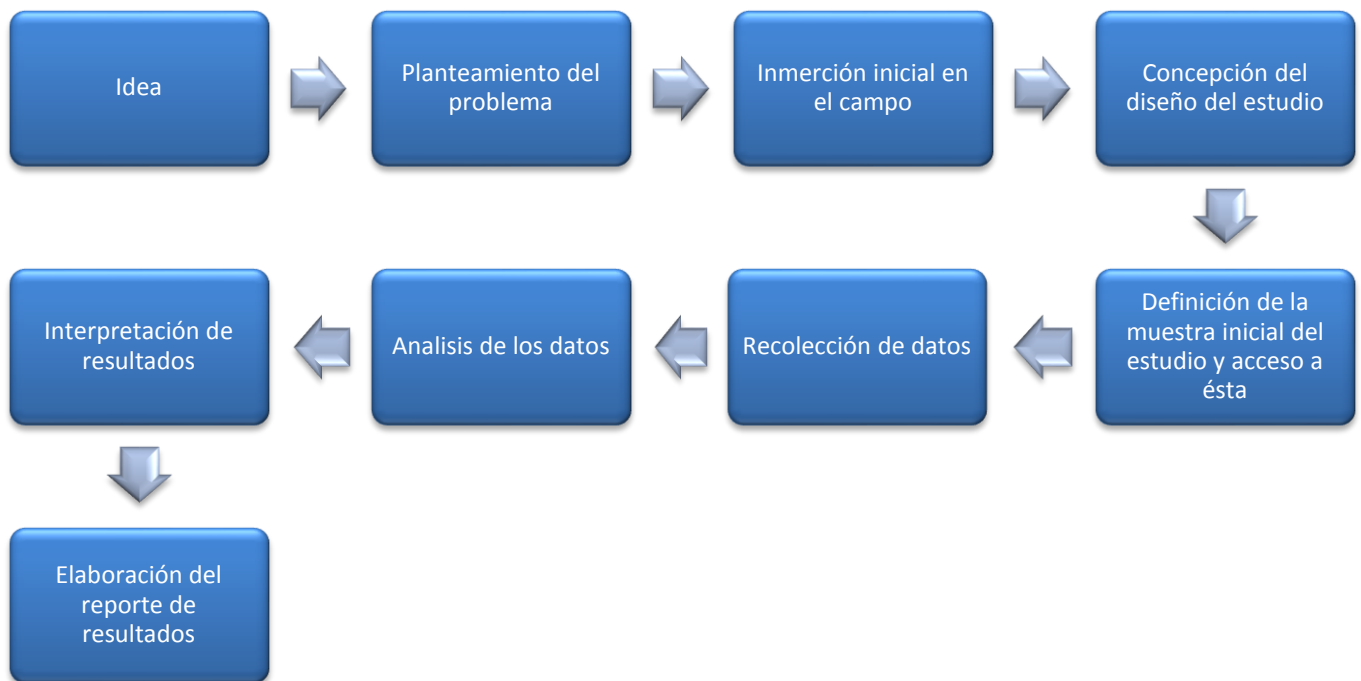 Idea
Planteamiento del
problema
Inmerción inicial en
el campo
Concepción del
diseño del estudio
Definición de la
muestra inicial del
estudio y acceso a
ésta
Recolección de datos
Analisis de los datos
Interpretación de
resultados
Elaboración del
reporte de
resultados